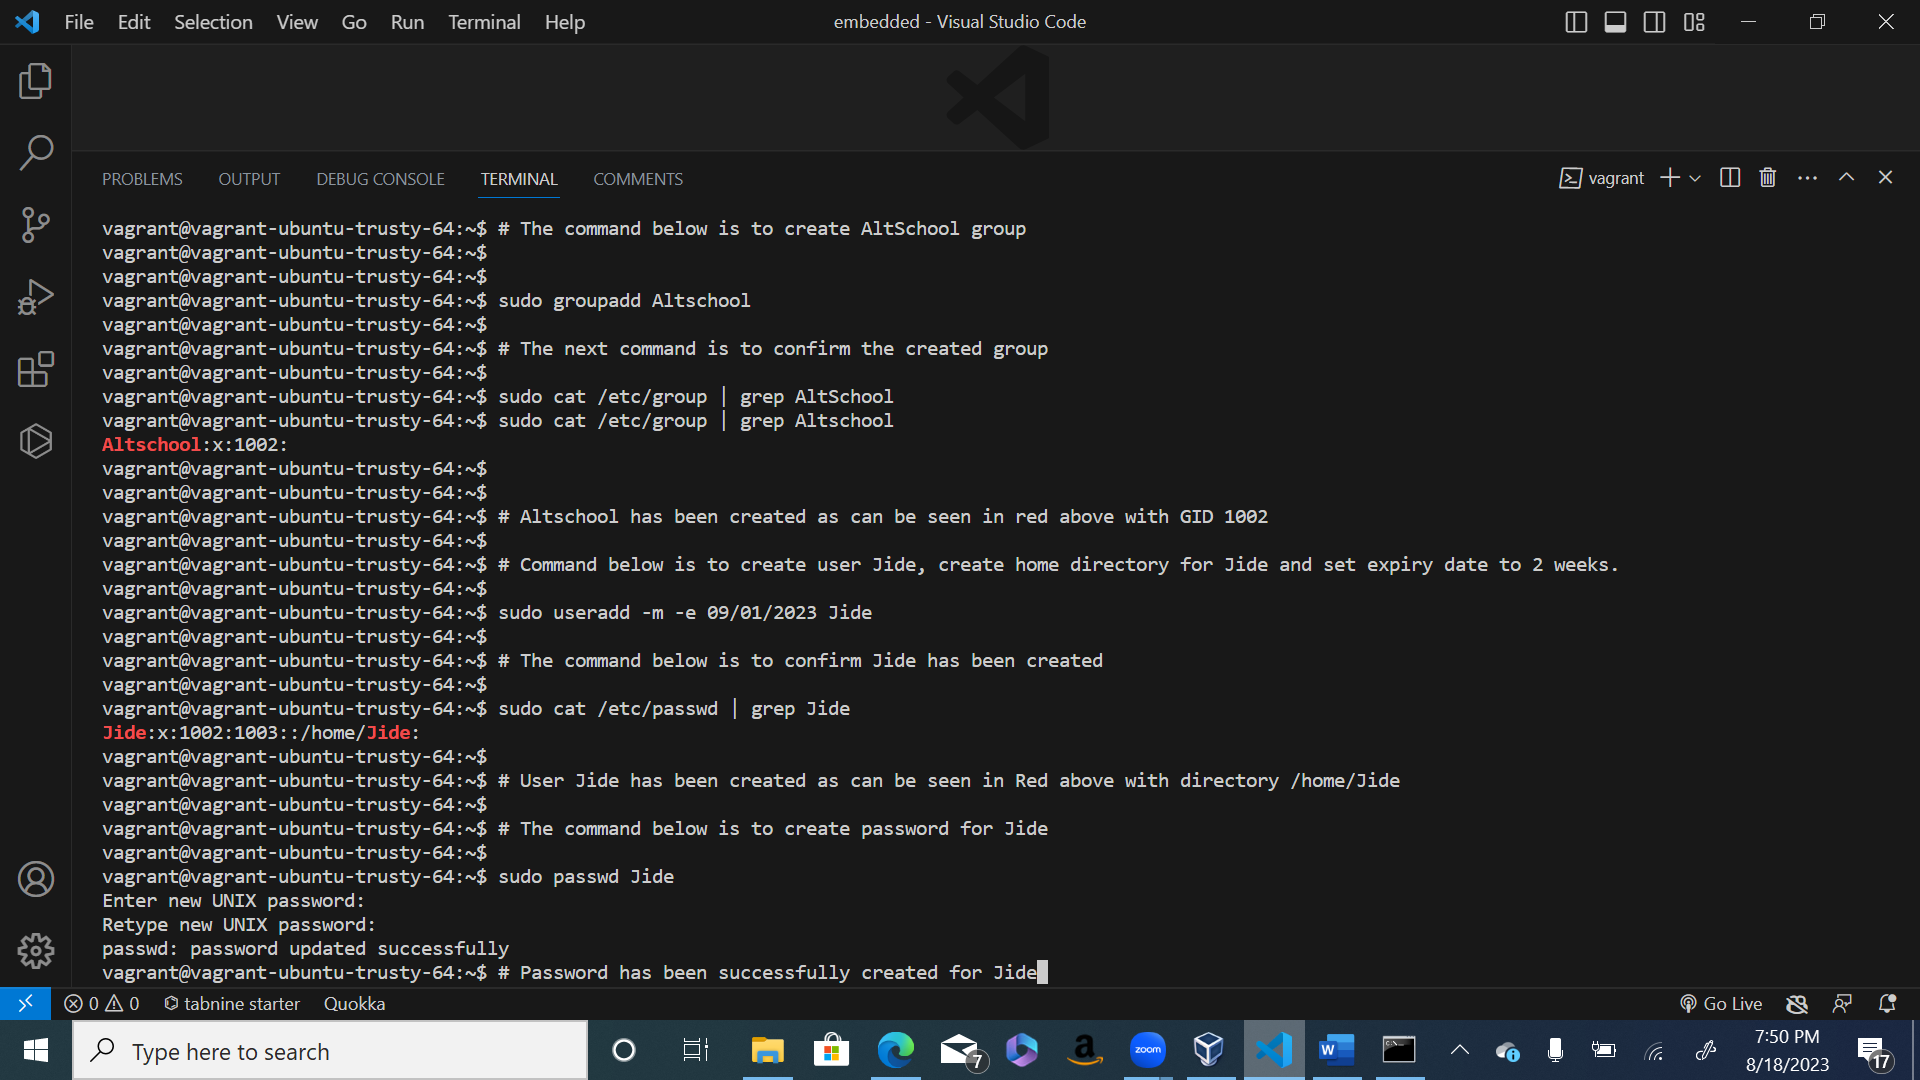 File Edit Selection View Go Run Terminal Help embedded - Visual Studio Code
PROBLEMS OUTPUT DEBUG CONSOLE TERMINAL COMMENTS vagrant
vagrant@vagrant-ubuntu-trusty-64:~$ # The command below is to create AltSchool group
vagrant@vagrant-ubuntu-trusty-64:~$
vagrant@vagrant-ubuntu-trusty-64:~$
vagrant@vagrant-ubuntu-trusty-64:~$ sudo groupadd Altschool
vagrant@vagrant-ubuntu-trusty-64:~$
vagrant@vagrant-ubuntu-trusty-64:~$ # The next command is to confirm the created group
vagrant@vagrant-ubuntu-trusty-64:~$
vagrant@vagrant-ubuntu-trusty-64:~$ sudo cat /etc/group | grep AltSchool
vagrant@vagrant-ubuntu-trusty-64:~$ sudo cat /etc/group | grep Altschool
Altschool:x:1002:
vagrant@vagrant-ubuntu-trusty-64:~$
vagrant@vagrant-ubuntu-trusty-64:~$
vagrant@vagrant-ubuntu-trusty-64:~$ # Altschool has been created as can be seen in red above with GID 1002
vagrant@vagrant-ubuntu-trusty-64:~$
vagrant@vagrant-ubuntu-trusty-64:~$ # Command below is to create user Jide, create home directory for Jide and set expiry date to 2 weeks.
vagrant@vagrant-ubuntu-trusty-64:~$
vagrant@vagrant-ubuntu-trusty-64:~$ sudo useradd -m -e 09/01/2023 Jide
vagrant@vagrant-ubuntu-trusty-64:~$
vagrant@vagrant-ubuntu-trusty-64:~$ # The command below is to confirm Jide has been created
vagrant@vagrant-ubuntu-trusty-64:~$
vagrant@vagrant-ubuntu-trusty-64:~$ sudo cat /etc/passwd | grep Jide
Jide:x:1002:1003::/home/Jide:
vagrant@vagrant-ubuntu-trusty-64:~$
vagrant@vagrant-ubuntu-trusty-64:~$ # User Jide has been created as can be seen in Red above with directory /home/Jide
vagrant@vagrant-ubuntu-trusty-64:~$
vagrant@vagrant-ubuntu-trusty-64:~$ # The command below is to create password for Jide
vagrant@vagrant-ubuntu-trusty-64:~$
vagrant@vagrant-ubuntu-trusty-64:~$ sudo passwd Jide
Enter new UNIX password:
Retype new UNIX password:
passwd: password updated successfully
vagrant@vagrant-ubuntu-trusty-64:~$ # Password has been successfully created for Jide
0 0 tabnine starter Quokka Go Live
Type here to search a zoom W 7 7:50 PM
8/18/2023 17